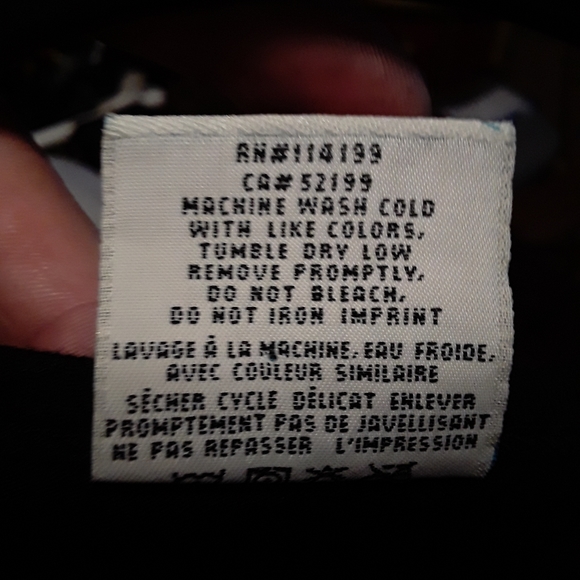 RN#114199
CA#52199
MACHINE WASH COLD
WITH LIKE COLORS,
TUMBLE DRY LOW
REMOVE PROMPTLY,
DO NOT BLEACH,
DO NOT IRON IMPRINT
LAVAGE À LA MACHINE, EAU FROIDE,
AVEC COULEUR SIMILAIRE
SÉCHER CYCLE DÉLICAT ENLEVER
PROMPTEMENT PAS DE JAVELLISANT
NE PAS REPASSER L'IMPRESSION